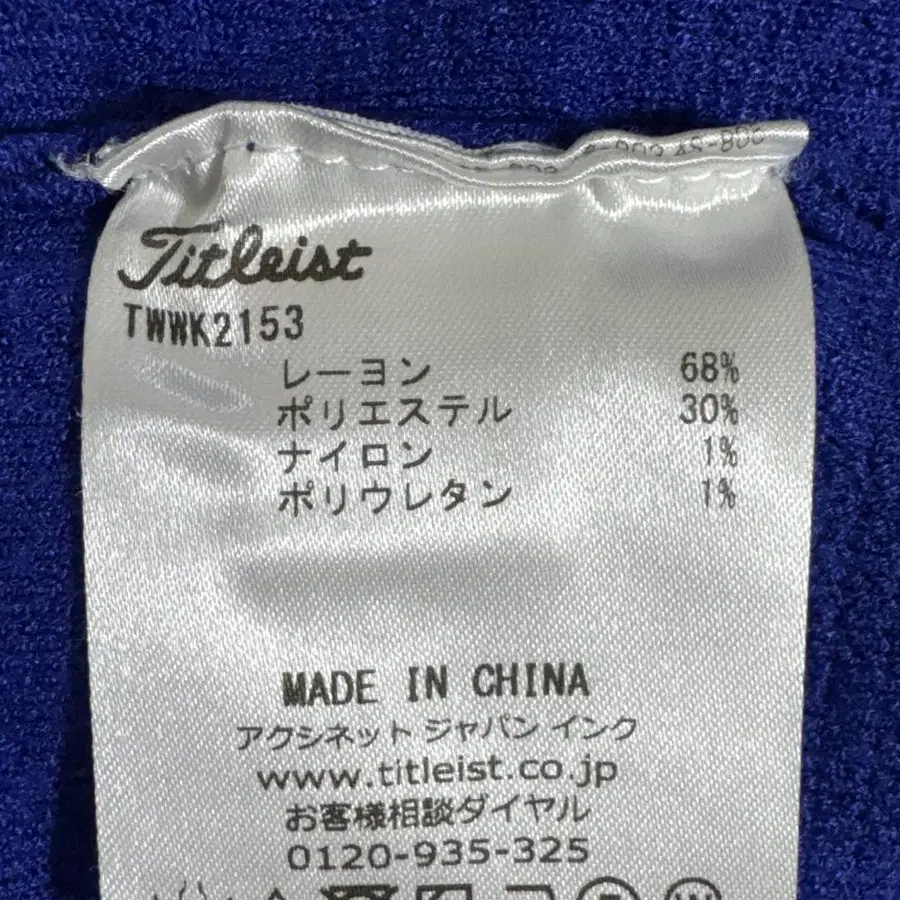 Titleist
TWWK2153
レーヨン 68%
ポリエステル 30%
ナイロン 1%
ポリウレタン 1%
MADE IN CHINA
アクシネット ジャパン インク
www.titleist.co.jp
お客様相談ダイヤル
0120-935-325